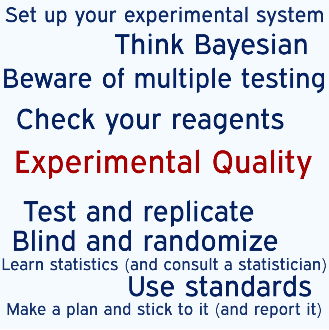 Set up your experimental system
Think Bayesian
Beware of multiple testing
Check your reagents
Experimental Quality
Test and replicate
Blind and randomize
Learn statistics (and consult a statistician)
Use standards
Make a plan and stick to it (and report it)